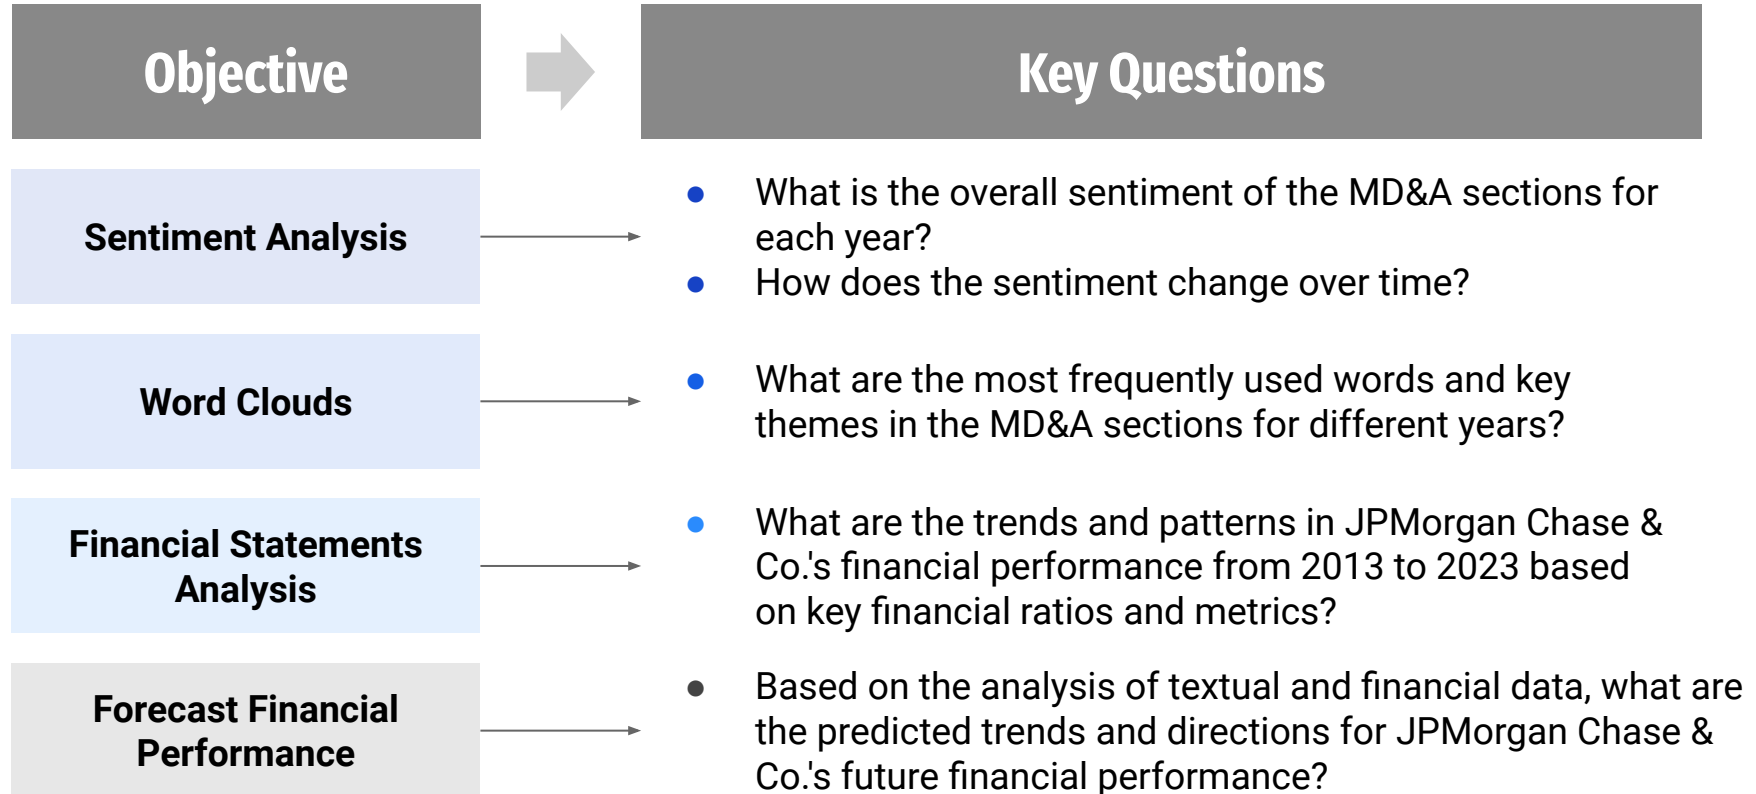 Objective
Key Questions
Sentiment Analysis
● What is the overall sentiment of the MD&A sections for
each year?
● How does the sentiment change over time?
Word Clouds
● What are the most frequently used words and key
themes in the MD&A sections for different years?
Financial Statements
Analysis
● What are the trends and patterns in JPMorgan Chase &
Co.'s financial performance from 2013 to 2023 based
on key financial ratios and metrics?
Forecast Financial
Performance
● Based on the analysis of textual and financial data, what are
the predicted trends and directions for JPMorgan Chase &
Co.'s future financial performance?